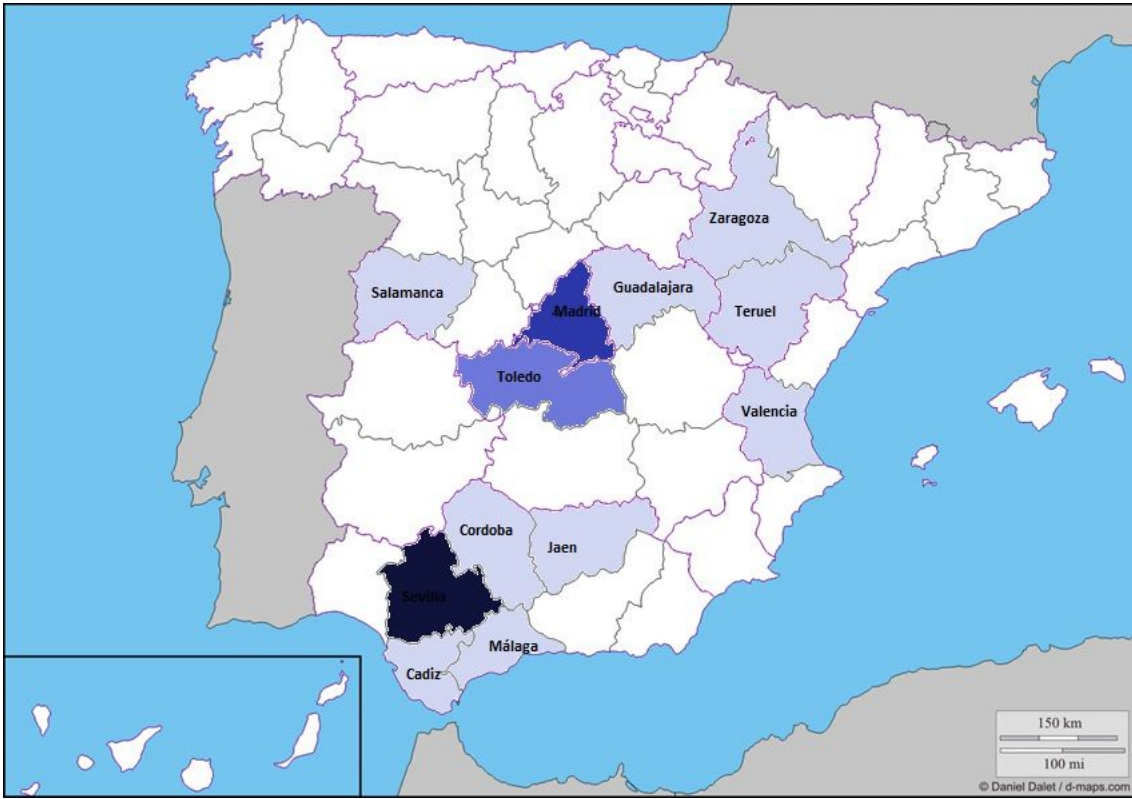 Zaragoza
Salamanca
Guadalajara
Madrid
Teruel
Toledo
Valencia
Cordoba
Jaen
Sevilla
Málaga
Cadiz
150 km
100 mi
© Daniel Dalet / d-maps.com